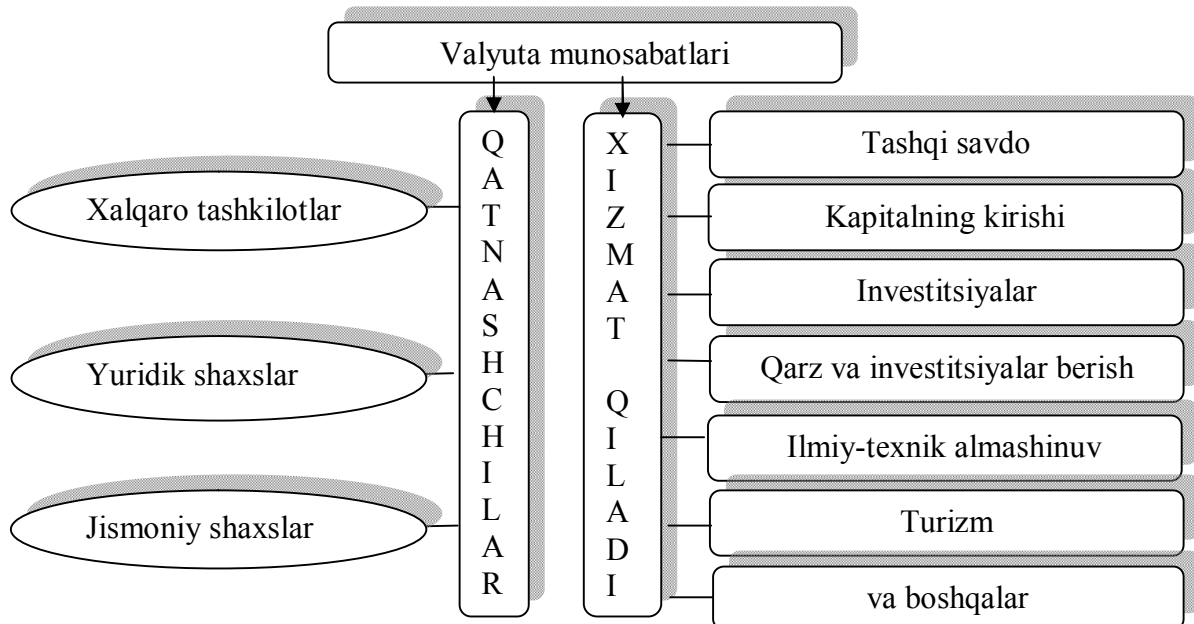 Valyuta munosabatlari
QATNASHCHILAR
Xalqaro tashkilotlar
Yuridik shaxslar
Jismoniy shaxslar
XIZMAT QILADI
Tashqi savdo
Kapitalning kirishi
Investitsiyalar
Qarz va investitsiyalar berish
Ilmiy-texnik almashinuv
Turizm
va boshqalar